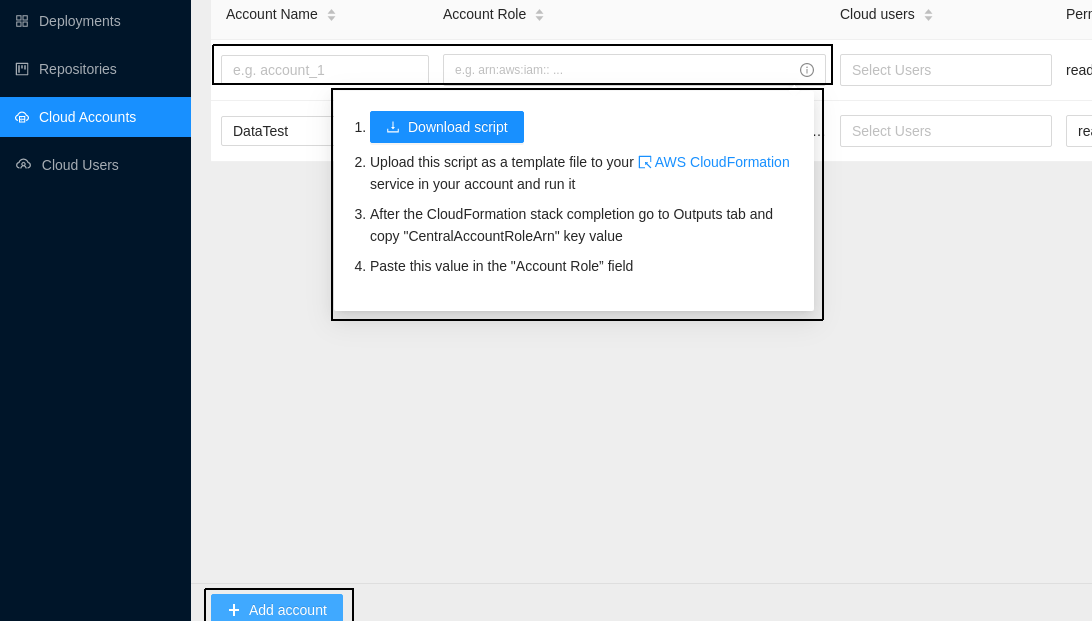 Deployments
Repositories
Cloud Accounts
Cloud Users
Account Name Account Role Cloud users
e.g. account_1 e.g. arn:aws:iam:: ... Select Users
DataTest ... Select Users
1. Download script
2. Upload this script as a template file to your AWS CloudFormation
service in your account and run it
3. After the CloudFormation stack completion go to Outputs tab and
copy "CentralAccountRoleArn" key value
4. Paste this value in the "Account Role” field
Add account